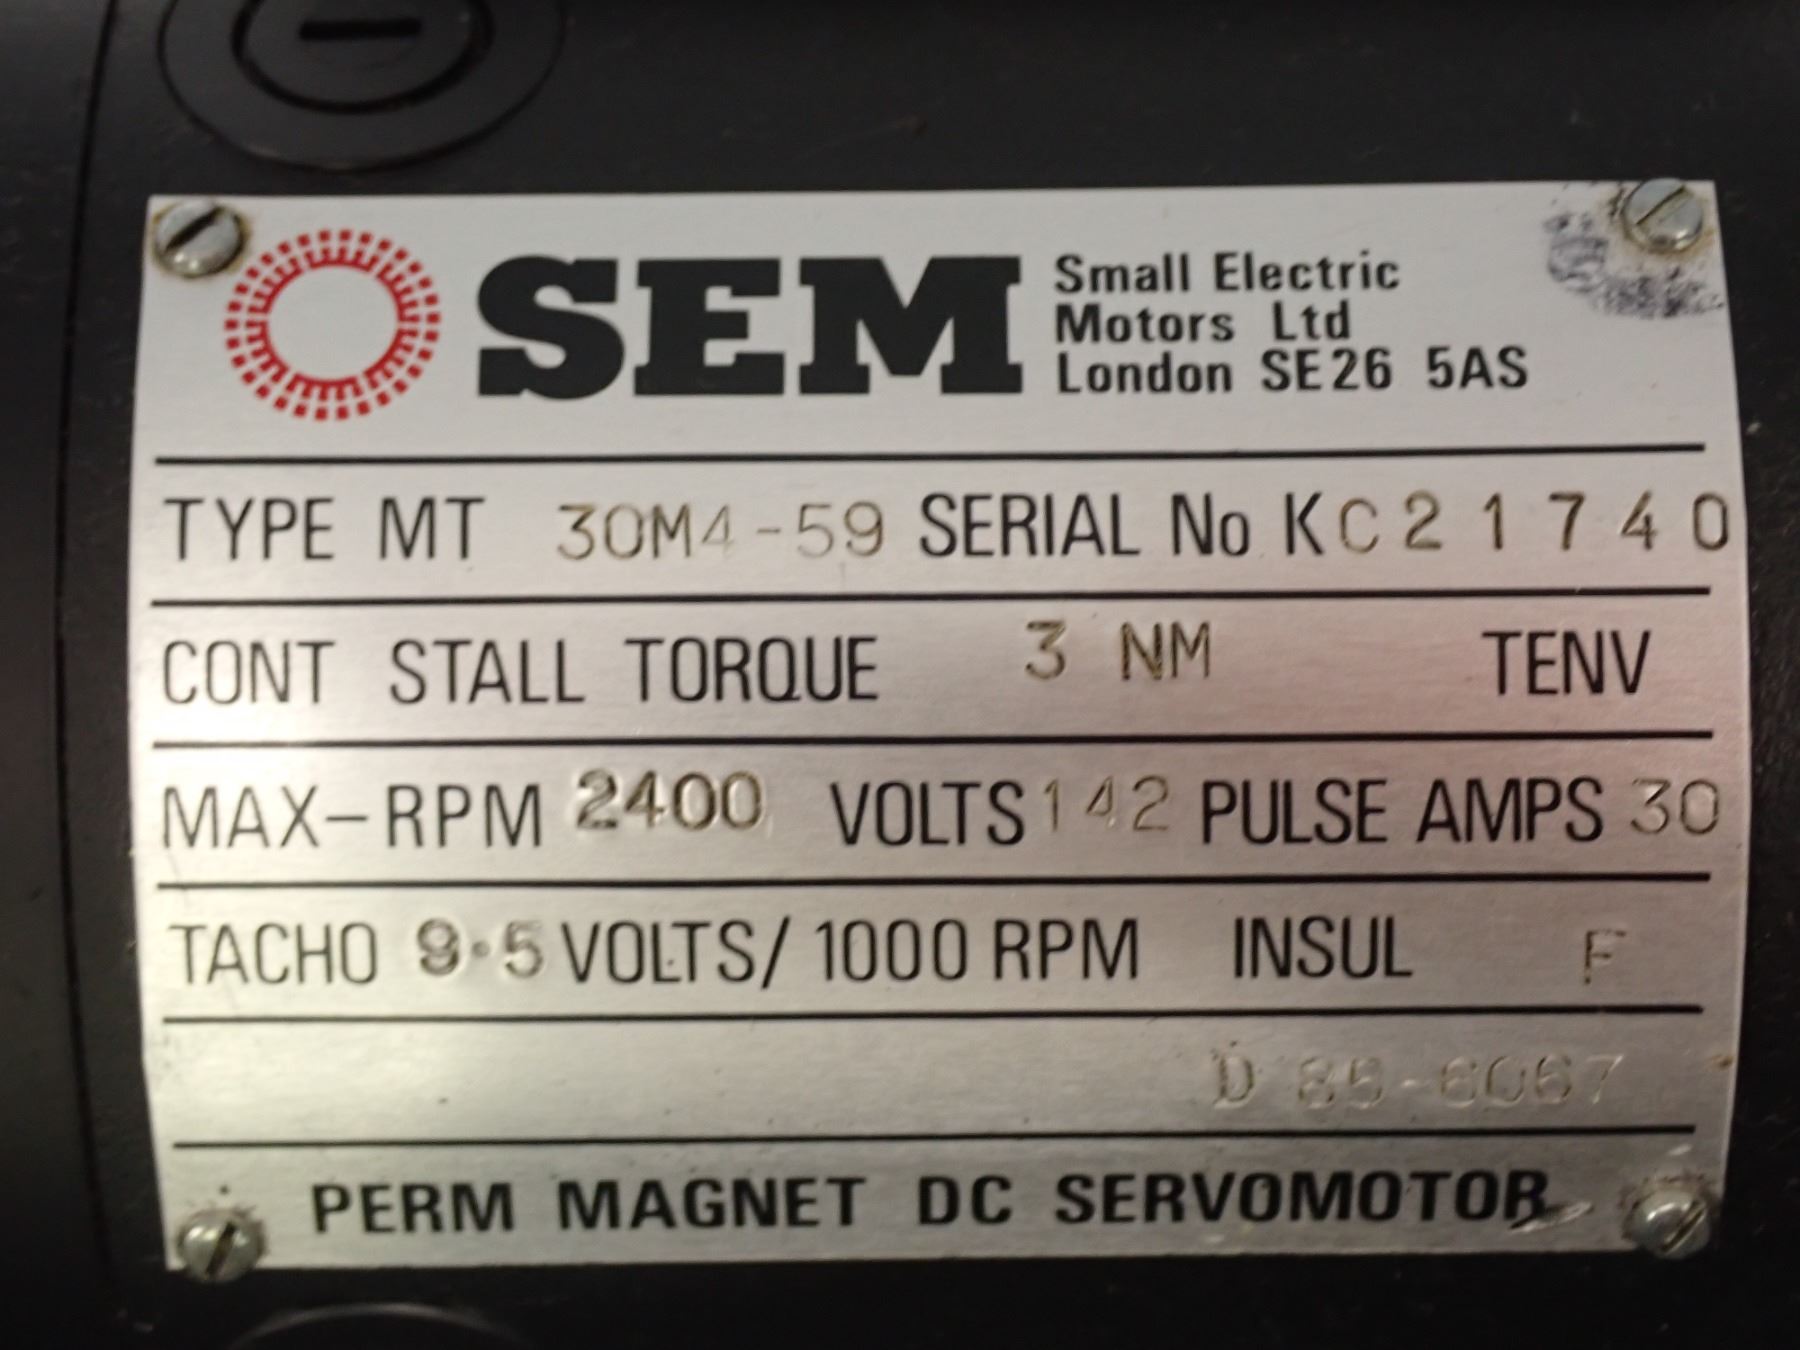 SEM
Small Electric
Motors Ltd
London SE26 5AS
TYPE MT 30M4-59 SERIAL No KC21740
CONT STALL TORQUE 3 NM TENV
MAX-RPM 2400 VOLTS 142 PULSE AMPS 30
TACHO 9.5 VOLTS/1000 RPM INSUL F
D 85-6067
PERM MAGNET DC SERVOMOTOR